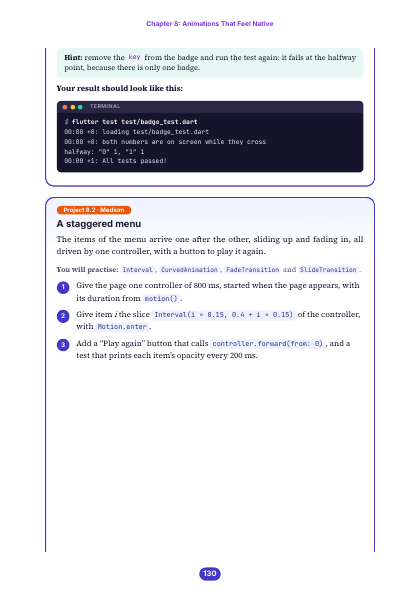 Chapter 8: Animations That Feel Native
Hint: remove the key from the badge and run the test again: it fails at the halfway
point, because there is only one badge.
Your result should look like this:
TERMINAL
$ flutter test test/badge_test.dart
00:00 +0: loading test/badge_test.dart
00:00 +0: both numbers are on screen while they cross
halfway: "0" 1, "1" 1
00:00 +1: All tests passed!
Project 8.2 · Medium
A staggered menu
The items of the menu arrive one after the other, sliding up and fading in, all
driven by one controller, with a button to play it again.
You will practise: Interval, CurvedAnimation, FadeTransition and SlideTransition.
1 Give the page one controller of 800 ms, started when the page appears, with
its duration from motion().
2 Give item i the slice Interval(i × 0.15, 0.4 + i × 0.15) of the controller,
with Motion.enter.
3 Add a “Play again” button that calls controller.forward(from: 0), and a
test that prints each item’s opacity every 200 ms.
130